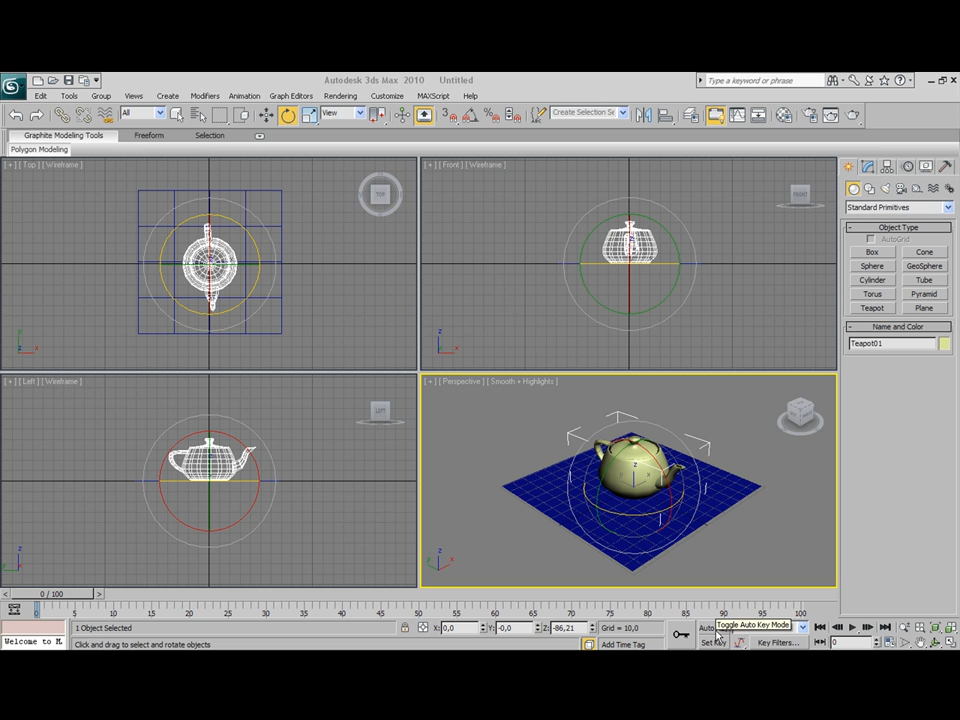 Autodesk 3ds Max 2010 Untitled
Type a keyword or phrase
Edit Tools Group Views Create Modifiers Animation Graph Editors Rendering Customize MAXScript Help
All View Create Selection Se
Graphite Modeling Tools Freeform Selection
Polygon Modeling
[ + ] [ Top ] [ Wireframe ]
TOP
[ + ] [ Front ] [ Wireframe ]
FRONT
Standard Primitives
- Object Type
AutoGrid
Box Cone
Sphere GeoSphere
Cylinder Tube
Torus Pyramid
Teapot Plane
- Name and Color
Teapot01
y x
z x
[ + ] [ Left ] [ Wireframe ]
LEFT
[ + ] [ Perspective ] [ Smooth + Highlights ]
z
y x
z
y
z
y x
< 0 / 100 >
0 5 10 15 20 25 30 35 40 45 50 55 60 65 70 75 80 85 90 95 100
1 Object Selected X: 0,0 Y: -0,0 Z: -86,21 Grid = 10,0 Auto
Toggle Auto Key Mode
Welcome to M. Click and drag to select and rotate objects Add Time Tag Set Key Key Filters... 0